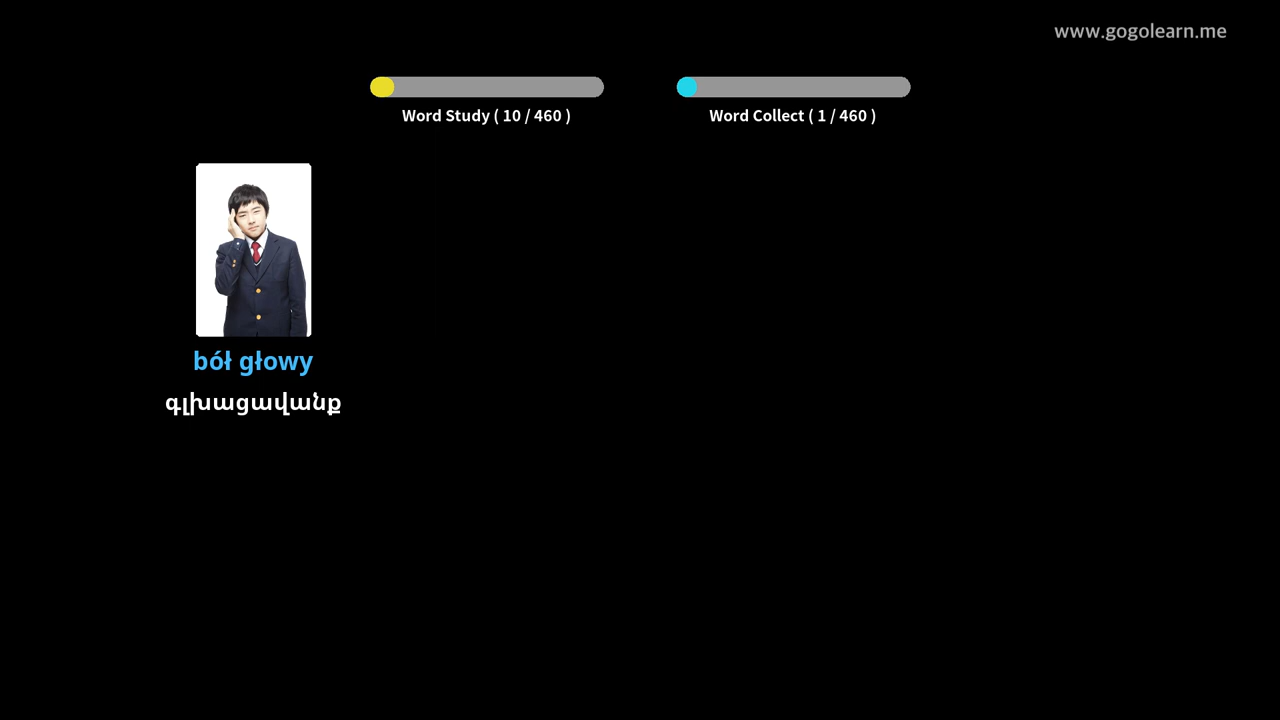 www.gogolearn.me
Word Study ( 10 / 460 )
Word Collect ( 1 / 460 )
ból głowy
գլխացավանք